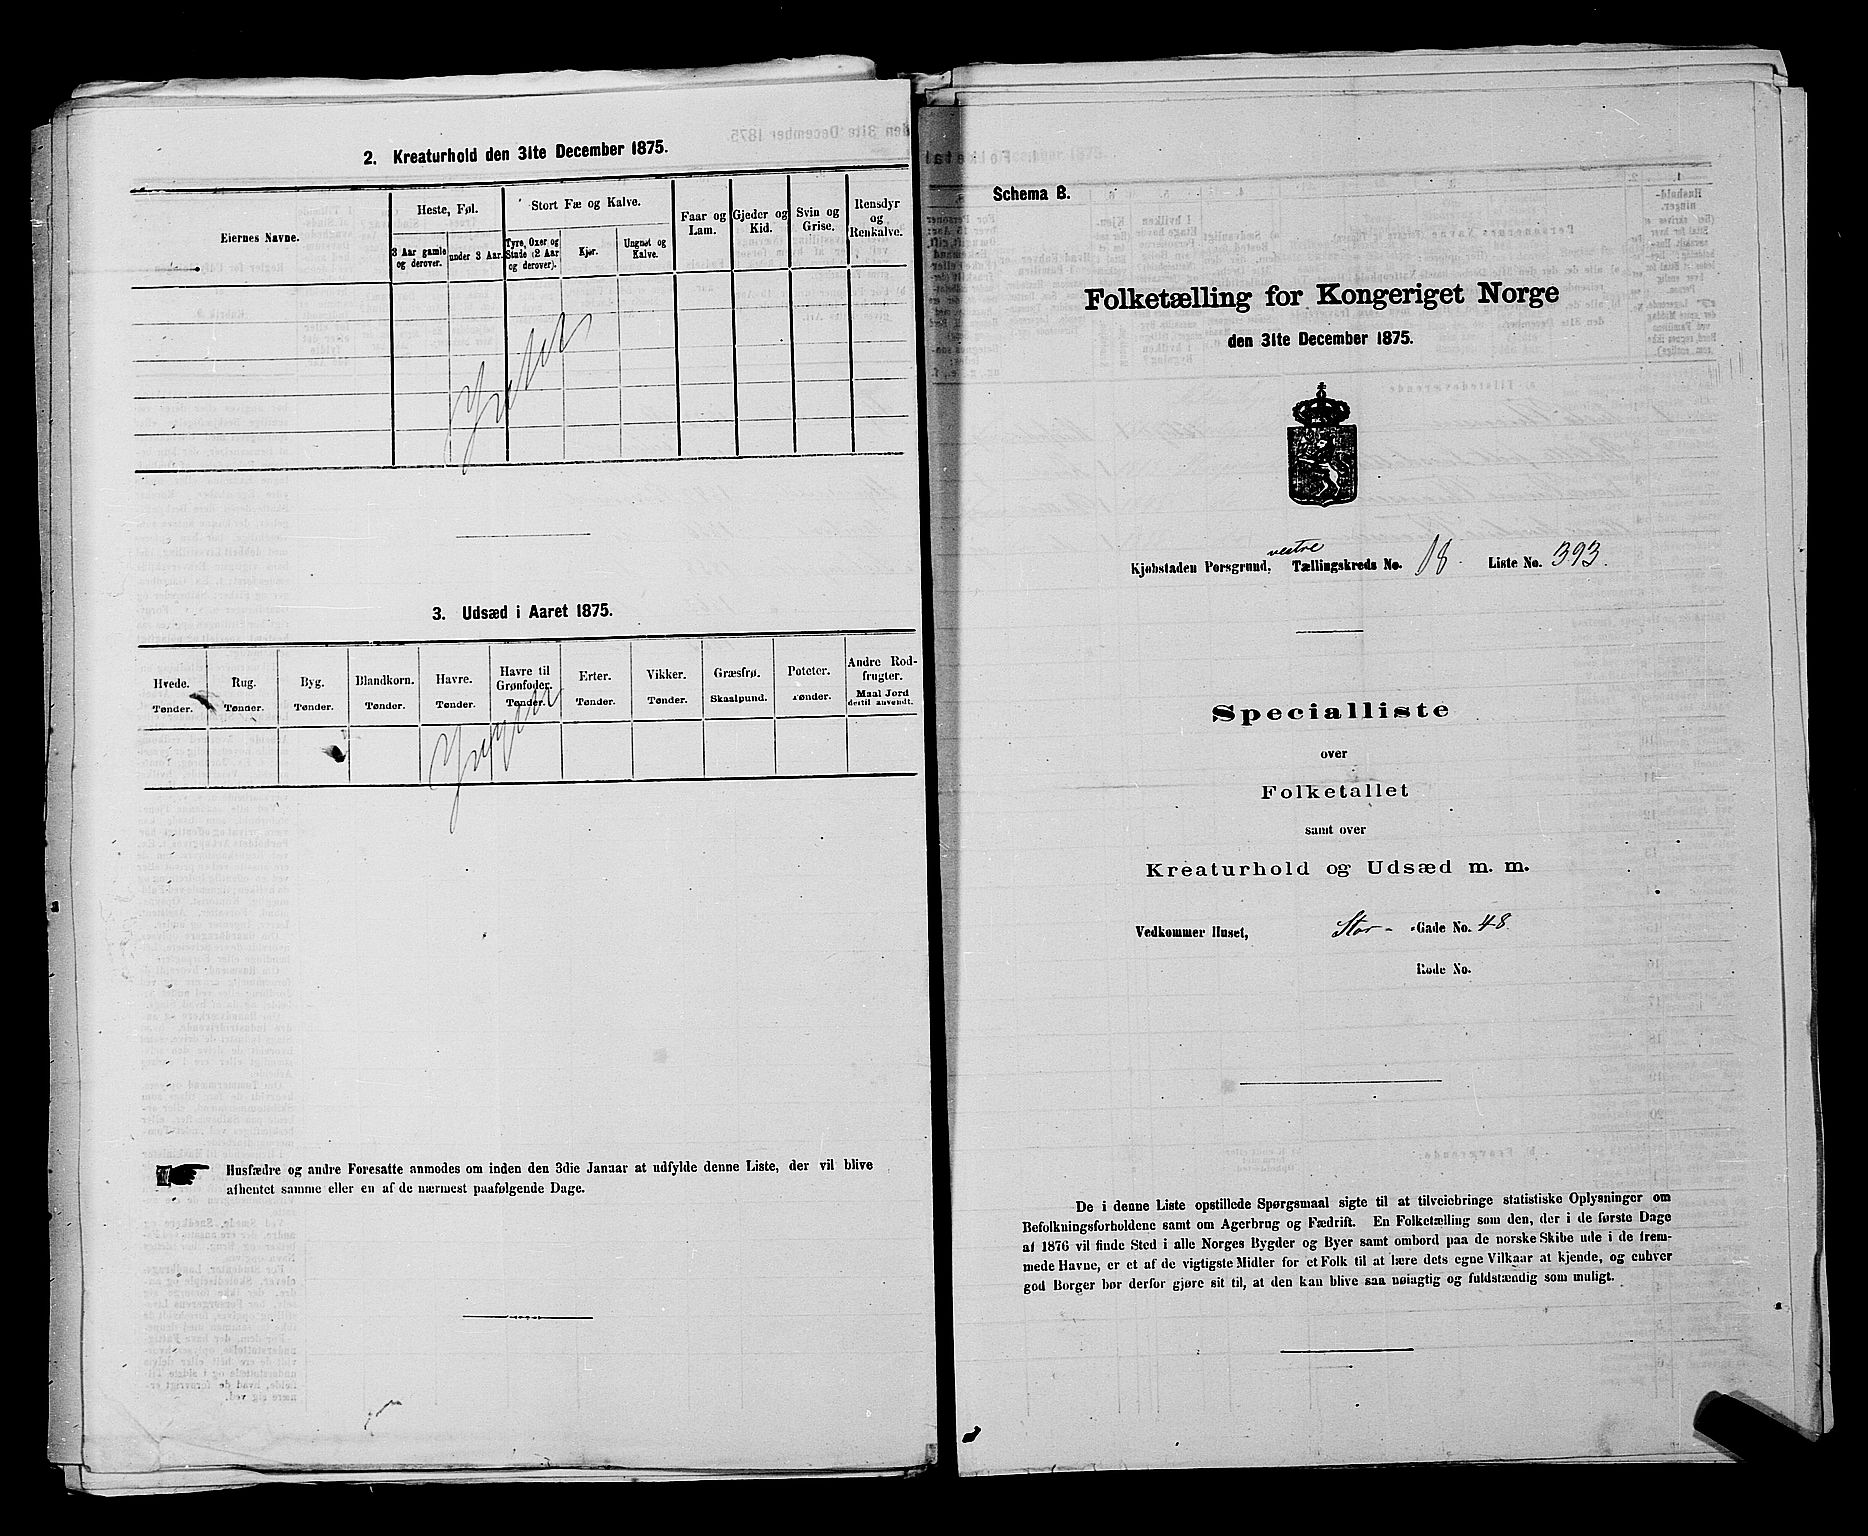 2. Kreaturhold den 31te December 1875.
Eiernes Navne.
Heste, Føl.
Stort Fæ og Kalve.
Faar og
Lam.
Gjeder og
Kid.
Svin og
Grise.
Rensdyr
og
Renkalve.
3 Aar gamle
og derover.
under 3 Aar.
Tyre, Oxer og
Stude (2 Aar
og derover).
Kjør.
Ungnøt og
Kalve.
3. Udsæd i Aaret 1875.
Hvede.
Tønder.
Rug.
Tønder.
Byg.
Tønder.
Blandkorn.
Tønder.
Havre.
Tønder.
Havre til
Grønfoder.
Tønder.
Erter.
Tønder.
Vikker.
Tønder.
Græsfrø.
Skaalpund.
Poteter.
Tønder.
Andre Rod-
frugter.
Maal Jord
dertil anvendt.
Husfædre og andre Foresatte anmodes om inden den 3die Januar at udfylde denne Liste, der vil blive
afhentet samme eller en af de nærmest paafølgende Dage.
Schema B.
Folketælling for Kongeriget Norge
den 31te December 1875.
vestre
Kjøbstaden Porsgrund, Tællingskreds No. 18. Liste No. 393.
Specialliste
over
Folketallet
samt over
Kreaturhold og Udsæd m. m.
Vedkommer Huset, Stor- Gade No. 48
Rode No.
De i denne Liste opstillede Spørgsmaal sigte til at tilveiebringe statistiske Oplysninger om
Befolkningsforholdene samt om Agerbrug og Fædrift. En Folketælling som den, der i de første Dage
af 1876 vil finde Sted i alle Norges Bygder og Byer samt ombord paa de norske Skibe ude i de frem-
mede Havne, er et af de vigtigste Midler for et Folk til at lære dets egne Vilkaar at kjende, og enhver
god Borger bør derfor gjøre sit til, at den kan blive saa nøiagtig og fuldstændig som muligt.